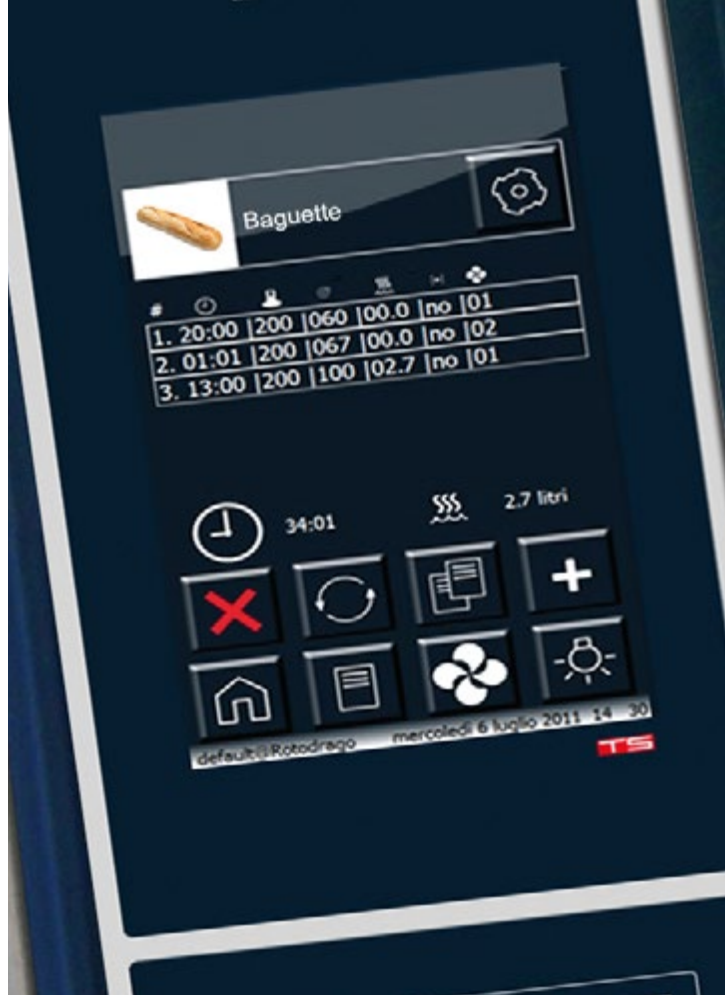 Baguette
#
1. 20:00 |200 |060 |00.0 |no |01
2. 01:01 |200 |067 |00.0 |no |02
3. 13:00 |200 |100 |02.7 |no |01
34:01 2.7 litri
default@Rotodrago mercoledì 6 luglio 2011 14 30
TS